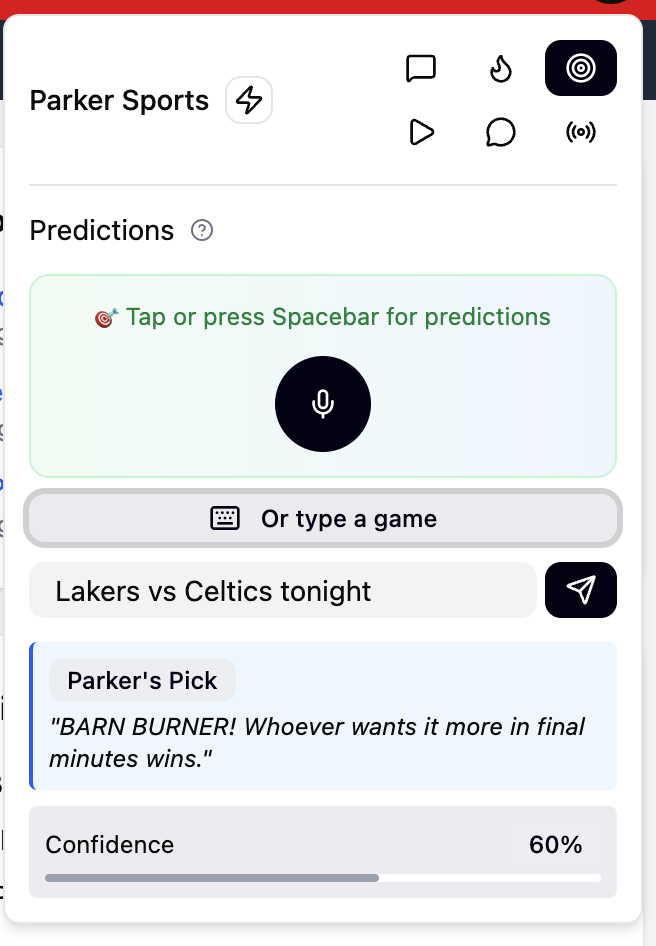 Parker Sports
Predictions
Tap or press Spacebar for predictions
Or type a game
Lakers vs Celtics tonight
Parker's Pick
"BARN BURNER! Whoever wants it more in final
minutes wins."
Confidence 60%